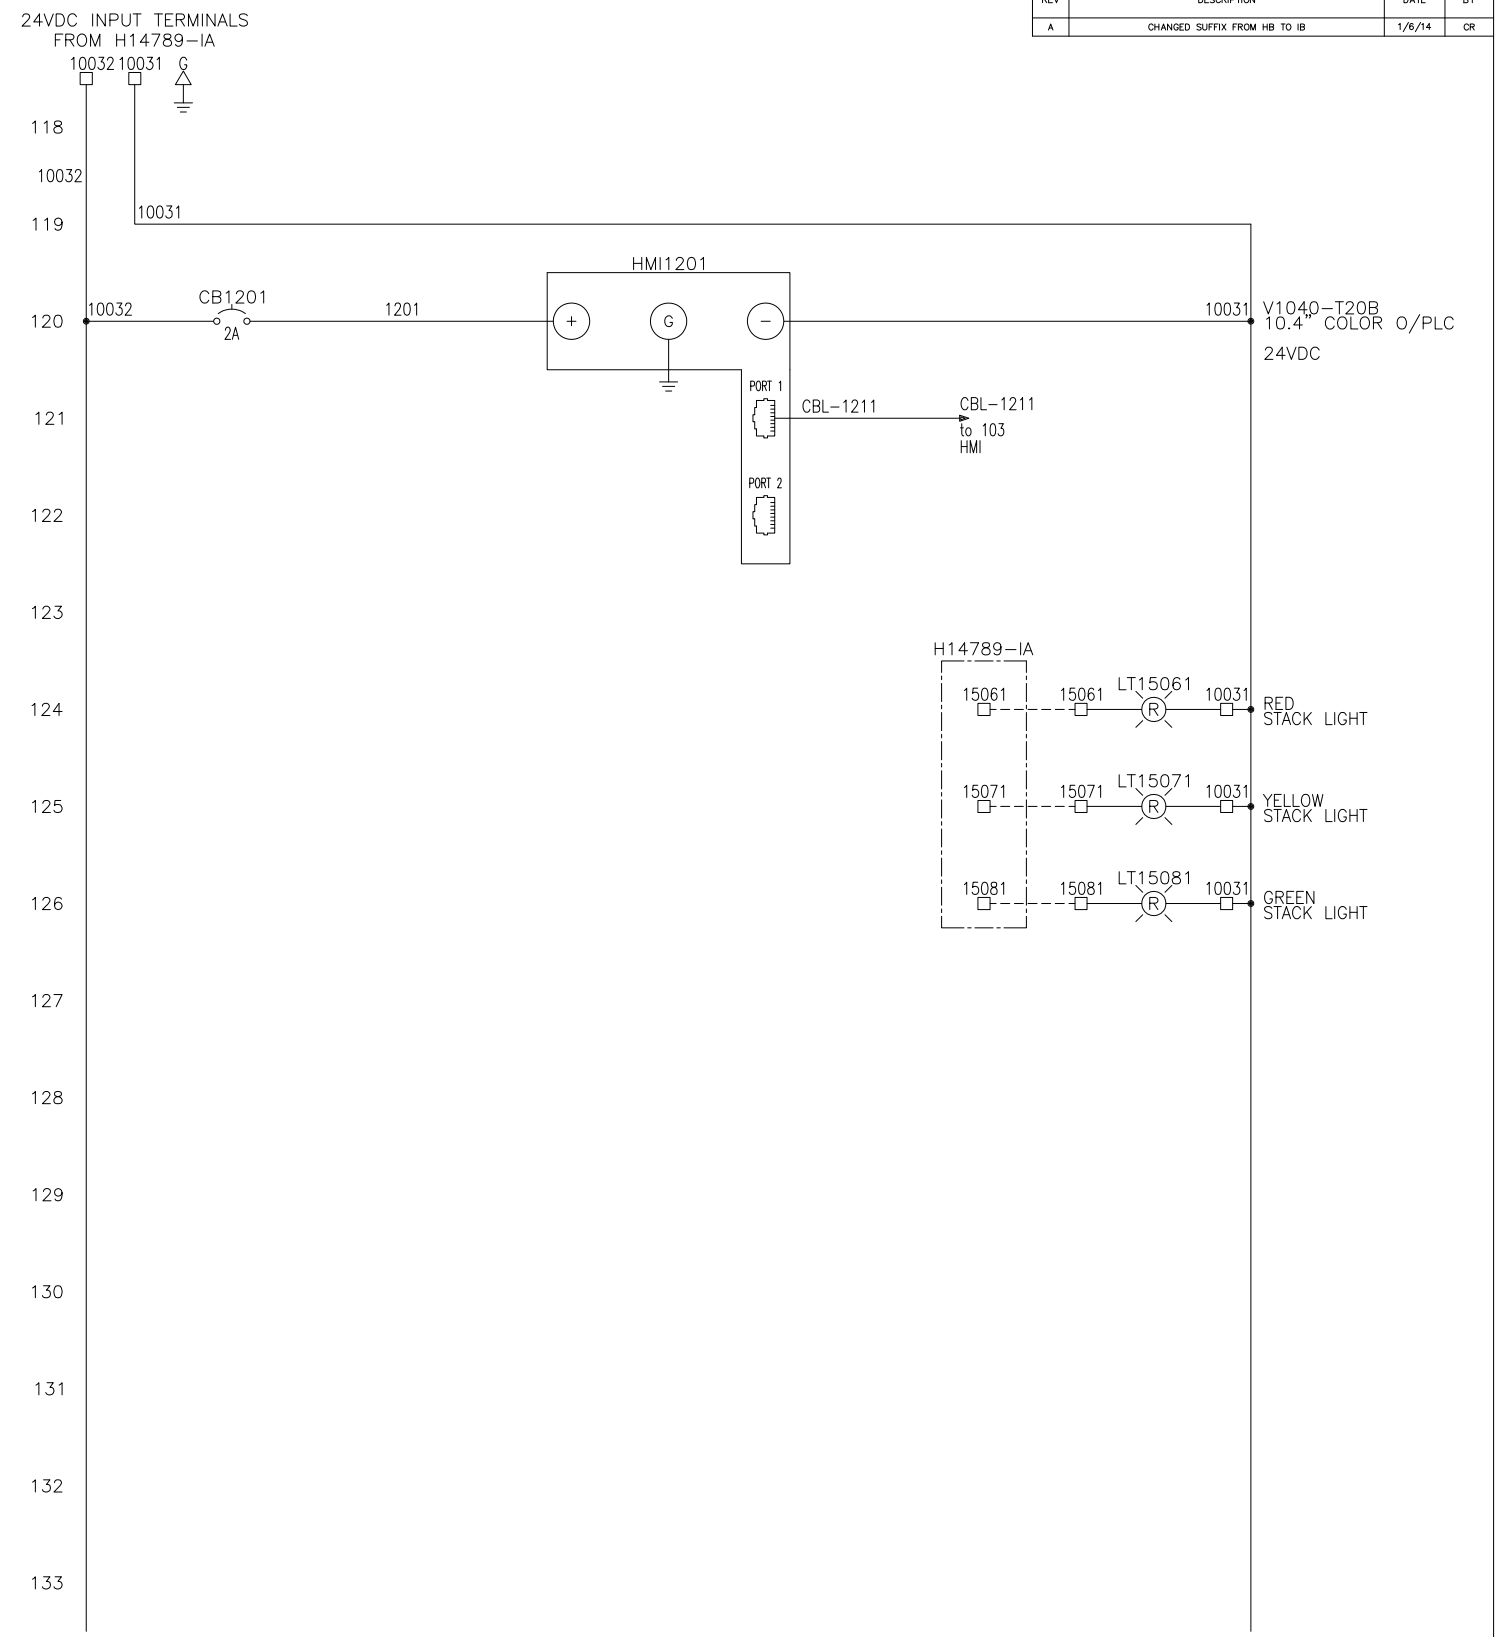 REV DESCRIPTION DATE BY
A CHANGED SUFFIX FROM HB TO IB 1/6/14 CR
24VDC INPUT TERMINALS
FROM H14789-IA
10032 10031 G
118
10032
10031
119
HMI1201
120 10032 CB1201 1201 + G - 10031 V1040-T20B
2A
10.4" COLOR O/PLC
24VDC
PORT 1
121 CBL-1211 CBL-1211
to 103
HMI
PORT 2
122
123
H14789-IA
124 15061 15061 LT15061 R 10031 RED
STACK LIGHT
125 15071 15071 LT15071 R 10031 YELLOW
STACK LIGHT
126 15081 15081 LT15081 R 10031 GREEN
STACK LIGHT
127
128
129
130
131
132
133